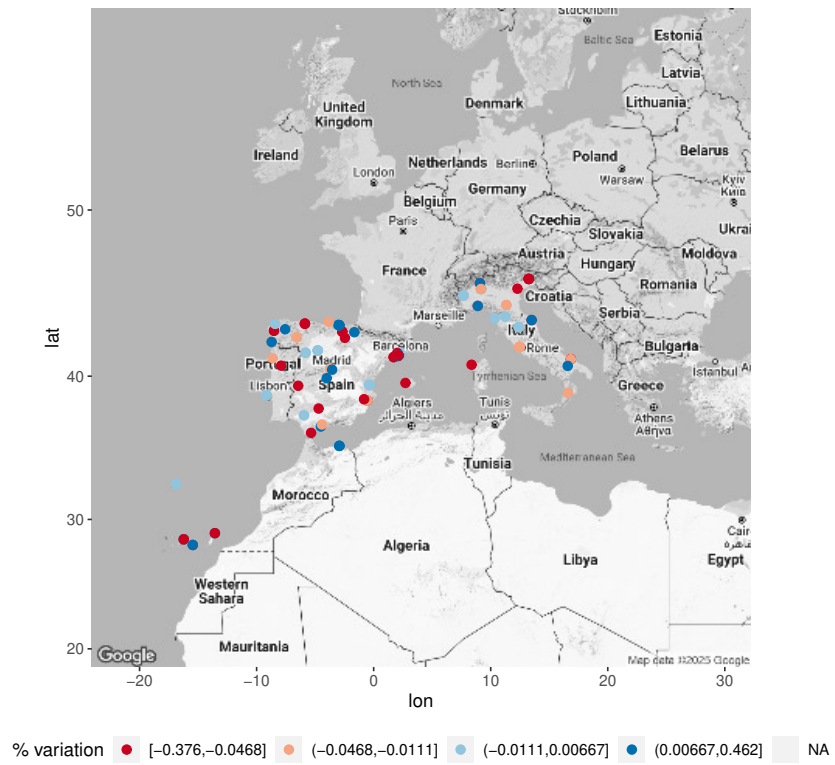 Stockholm
Estonia
Baltic Sea
Latvia
North Sea
Denmark
Lithuania
United
Kingdom
Ireland
Netherlands
Berlin
Poland
Belarus
London
Warsaw
Kyiv
Київ
Germany
Belgium
50
Paris
Czechia
Slovakia
Ukrai
Austria
Moldova
France
Hungary
Romania
Croatia
Serbia
Marseille
Italy
Barcelona
Bulgaria
Portugal
Madrid
Rome
lat
40
Istanbul
Lisbon
Spain
Tyrrhenian Sea
Greece
Algiers
مدينة الجزائر
Tunis
تونس
Athens
Αθήνα
Mediterranean Sea
Tunisia
Morocco
30
Cair
القاهرة
Algeria
Libya
Egypt
Western
Sahara
Mauritania
20
Google
Map data ©2025 Google
−20
−10
0
10
20
30
lon
% variation
[−0.376,−0.0468]
(−0.0468,−0.0111]
(−0.0111,0.00667]
(0.00667,0.462]
NA